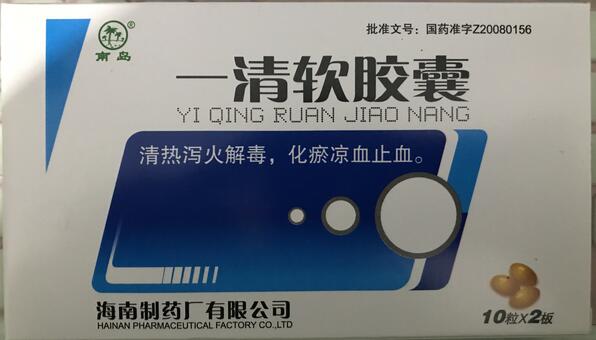 南岛
®
批准文号：国药准字Z20080156
一清软胶囊
YI QING RUAN JIAO NANG
清热泻火解毒，化瘀凉血止血。
海南制药厂有限公司
HAINAN PHARMACEUTICAL FACTORY CO.,LTD
10粒X2板